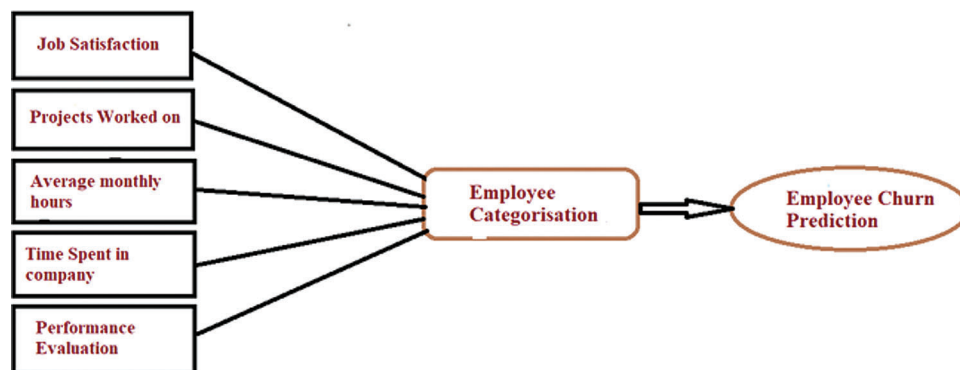 Job Satisfaction
Projects Worked on
Average monthly
hours
Time Spent in
company
Performance
Evaluation
Employee
Categorisation
Employee Churn
Prediction